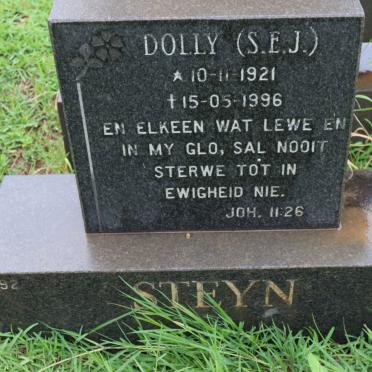 DOLLY (S.E.J.)
*10-11-1921
†15-05-1996
EN ELKEEN WAT LEWE EN
IN MY GLO, SAL NOOIT
STERWE TOT IN
EWIGHEID NIE.
JOH. 11:26
STEYN